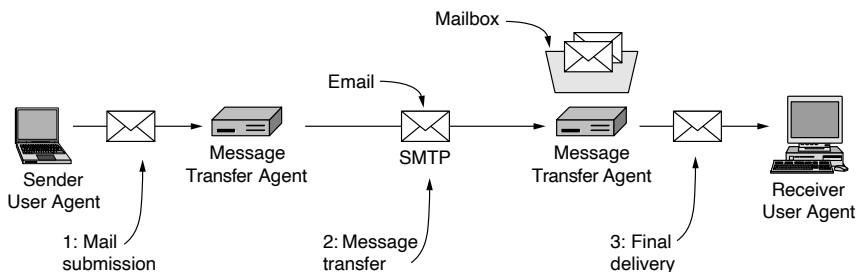 Mailbox
Email
SMTP
Sender
User Agent
Message
Transfer Agent
Message
Transfer Agent
Receiver
User Agent
1: Mail
submission
2: Message
transfer
3: Final
delivery